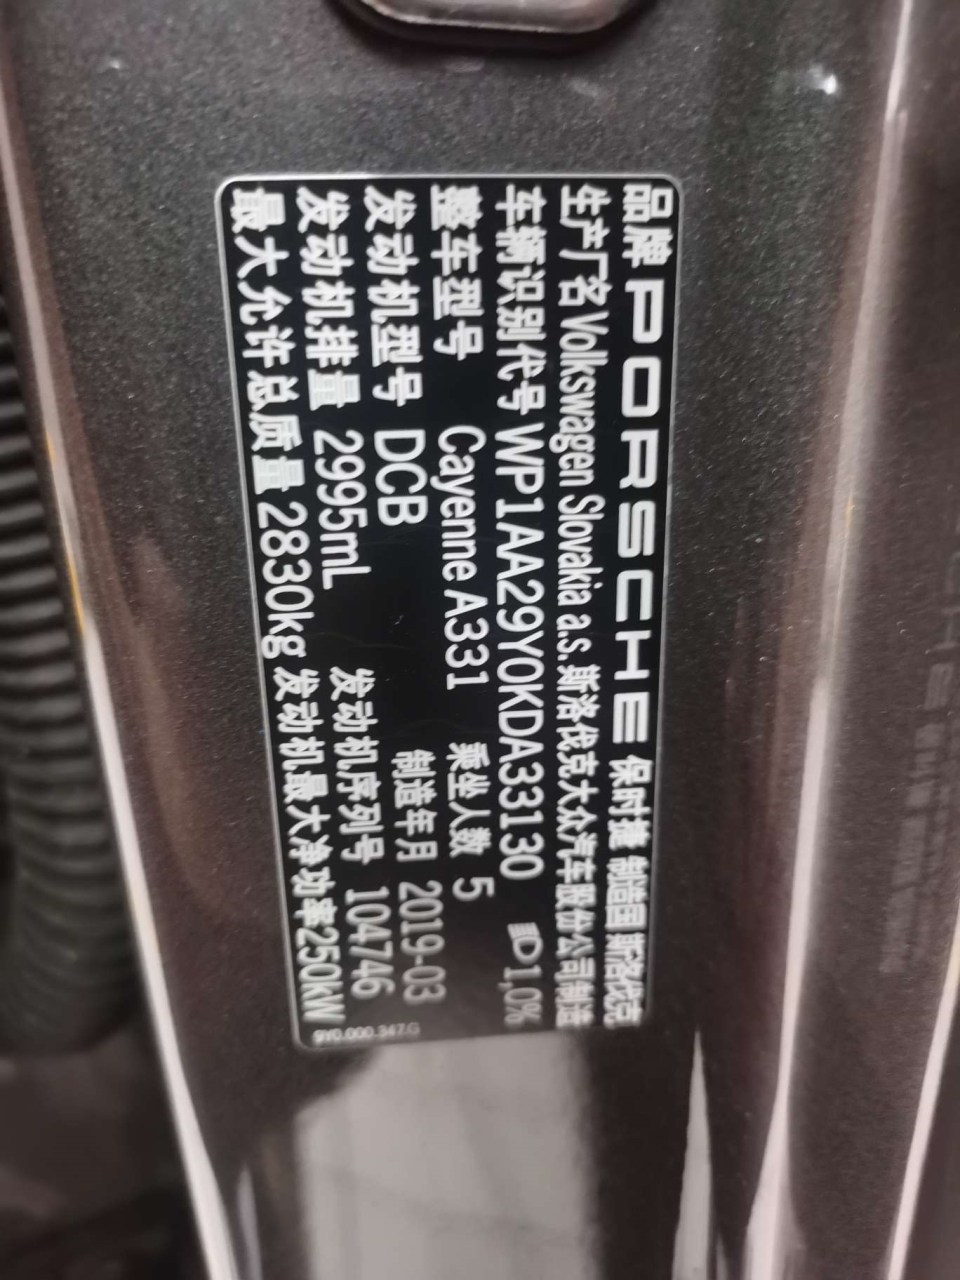 品牌 PORSCHE 保时捷 制造国 斯洛伐克
生产厂名 Volkswagen Slovakia a.s. 斯洛伐克大众汽车股份公司制造
车辆识别代号 WP1AA29Y0KDA33130 1,0%
整车型号 Cayenne A331 乘坐人数 5
发动机型号 DCB 制造年月 2019-03
发动机排量 2995mL 发动机序列号 104746
最大允许总质量 2830kg 发动机最大净功率250kW
9Y0.000.347.G